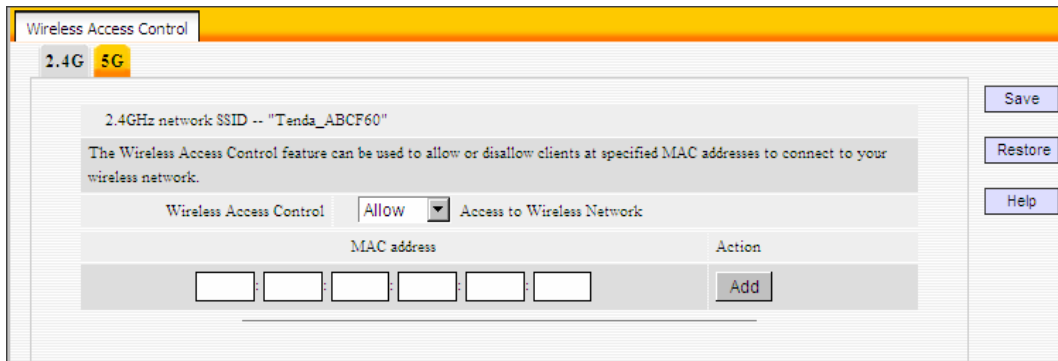 Wireless Access Control
2.4G 5G
2.4GHz network SSID -- "Tenda_ABCF60"
The Wireless Access Control feature can be used to allow or disallow clients at specified MAC addresses to connect to your
wireless network.
Wireless Access Control Allow Access to Wireless Network
MAC address Action
: : : : : Add
Save
Restore
Help